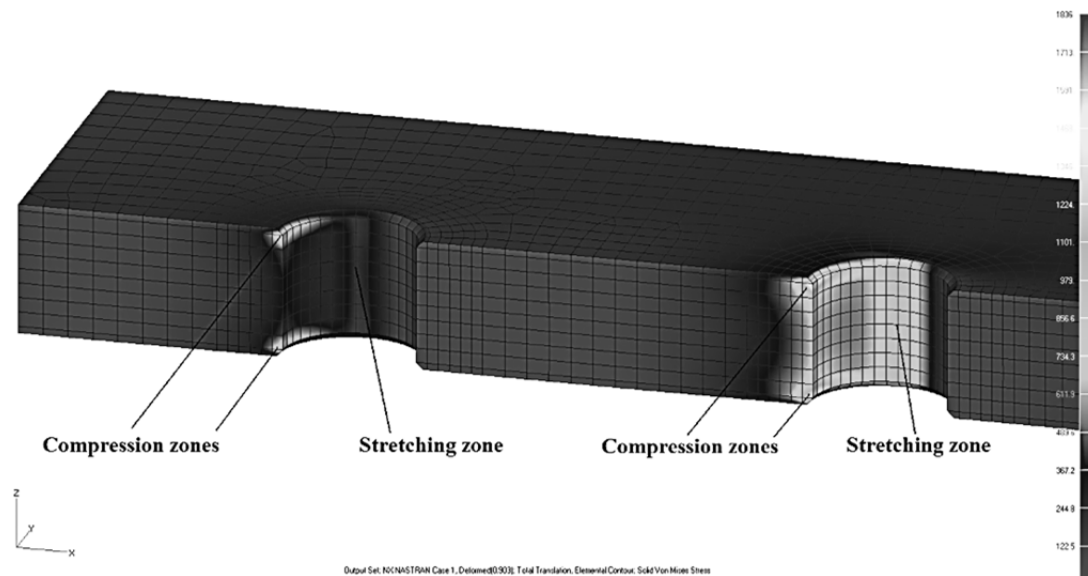 1836.
1713.
1224.
1101.
979.
856.6
734.3
611.9
367.2
244.8
122.5
Compression zones
Stretching zone
Compression zones
Stretching zone
Z
Y
X
Output Set: NX NASTRAN Case 1, Deformed(0.903): Total Translation, Elemental Contour: Solid Von Mises Stress